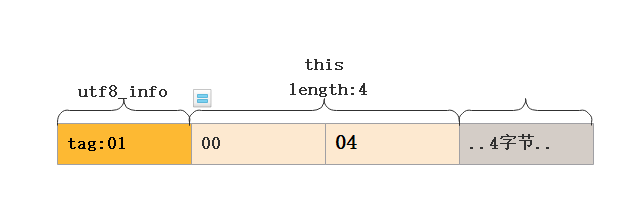 this
utf8_info
length:4
tag:01
00
04
..4字节..